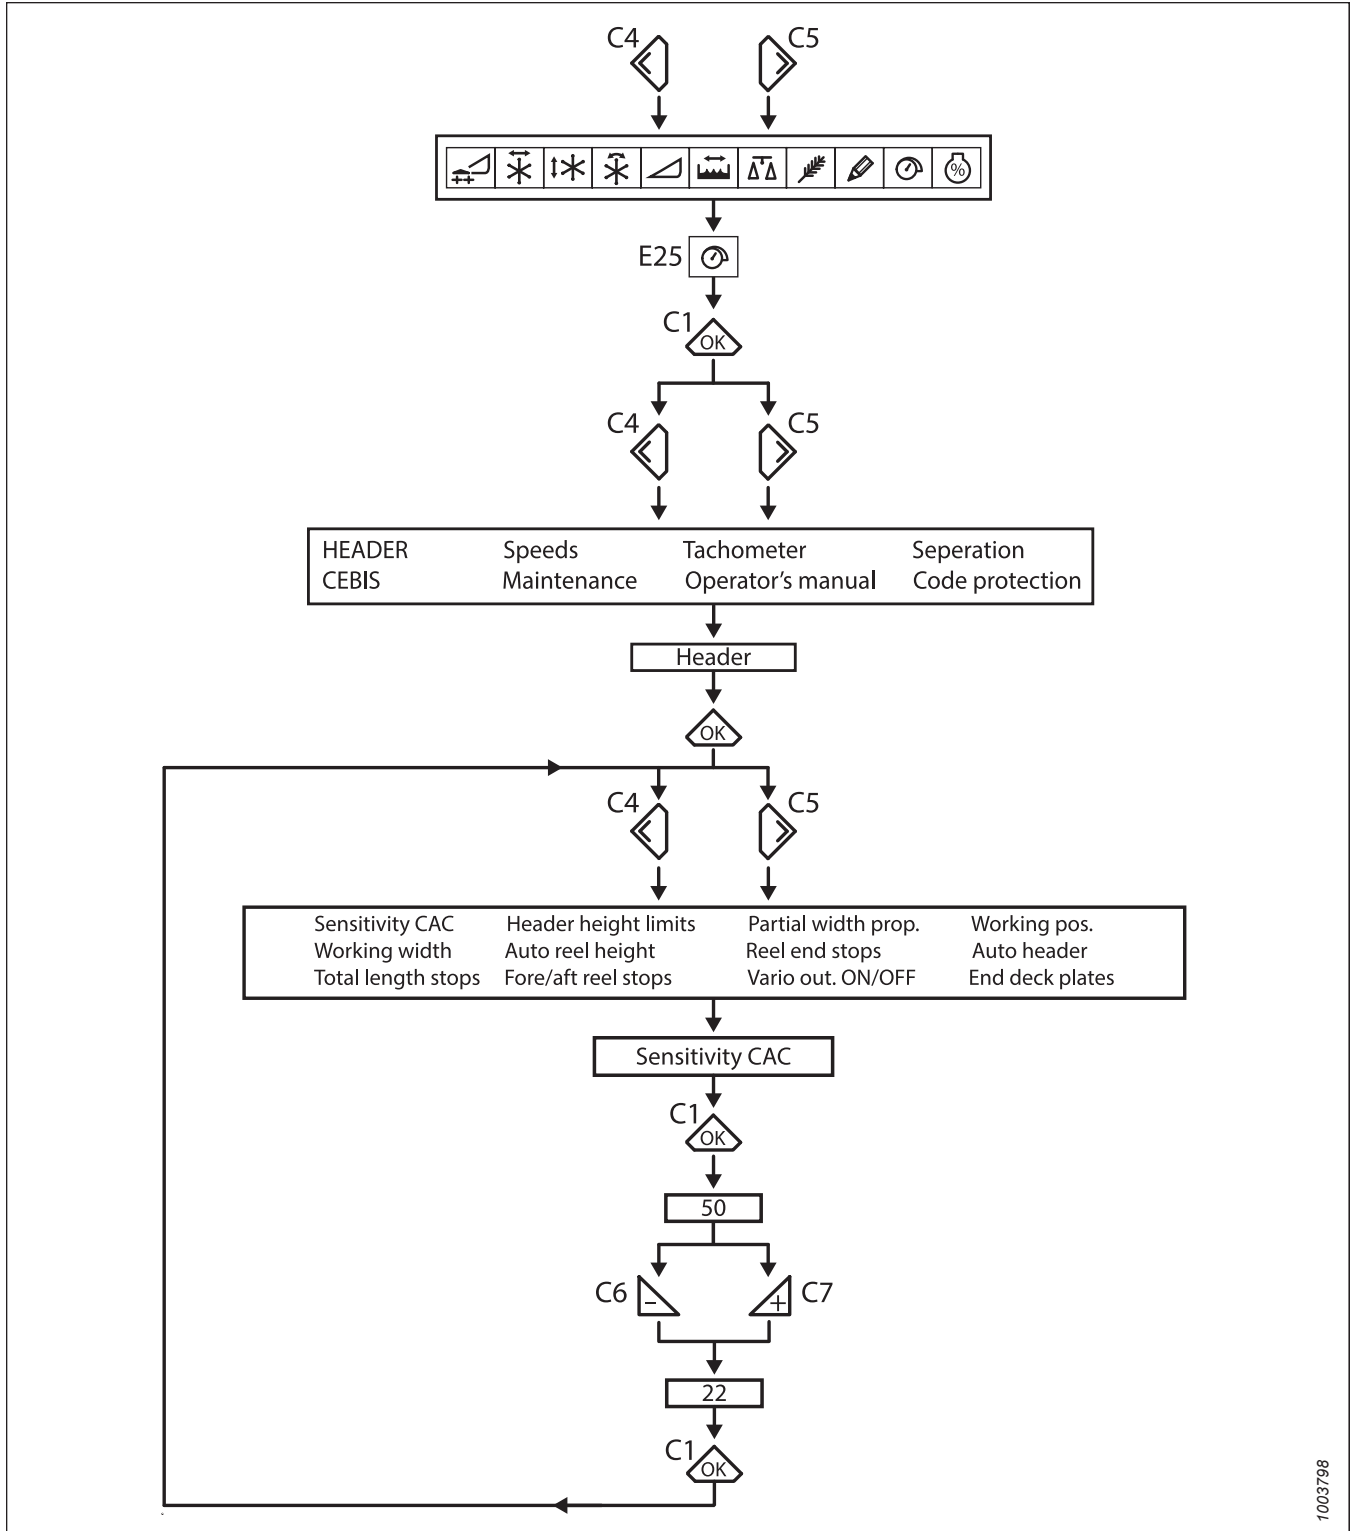 C4 C5
%
E25
C1
OK
C4 C5
HEADER Speeds Tachometer Seperation
CEBIS Maintenance Operator's manual Code protection
Header
OK
C4 C5
Sensitivity CAC Header height limits Partial width prop. Working pos.
Working width Auto reel height Reel end stops Auto header
Total length stops Fore/aft reel stops Vario out. ON/OFF End deck plates
Sensitivity CAC
C1
OK
50
C6 - + C7
22
C1
OK
1003798